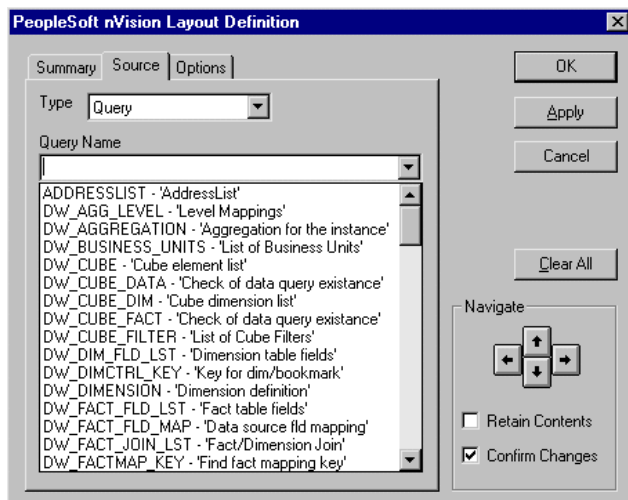 PeopleSoft nVision Layout Definition
Summary
Source
Options
Type
Query
Query Name
ADDRESSLIST - 'AddressList'
DW_AGG_LEVEL - 'Level Mappings'
DW_AGGREGATION - 'Aggregation for the instance'
DW_BUSINESS_UNITS - 'List of Business Units'
DW_CUBE - 'Cube element list'
DW_CUBE_DATA - 'Check of data query existance'
DW_CUBE_DIM - 'Cube dimension list'
DW_CUBE_FACT - 'Check of data query existance'
DW_CUBE_FILTER - 'List of Cube Filters'
DW_DIM_FLD_LST - 'Dimension table fields'
DW_DIMCTRL_KEY - 'Key for dim/bookmark'
DW_DIMENSION - 'Dimension definition'
DW_FACT_FLD_LST - 'Fact table fields'
DW_FACT_FLD_MAP - 'Data source fld mapping'
DW_FACT_JOIN_LST - 'Fact/Dimension Join'
DW_FACTMAP_KEY - 'Find fact mapping key'
OK
Apply
Cancel
Clear All
Navigate
Retain Contents
Confirm Changes